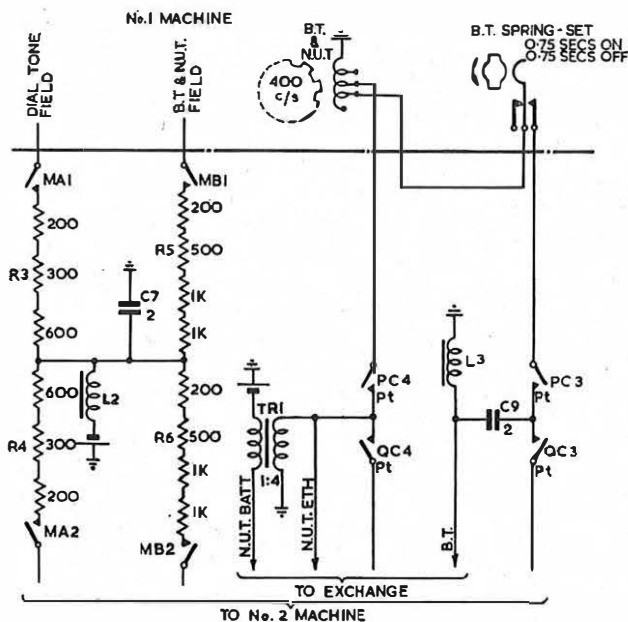 No.1 MACHINE
DIAL TONE
FIELD
B.T & N.U.T.
FIELD
B.T.
&
N.U.T
400
c/s
B.T. SPRING-SET
0·75 SECS ON
0·75 SECS OFF
MA1
MB1
200
200
R3
300
R5
500
C7
2
1K
600
1K
600
L2
200
R4
300
R6
500
200
1K
1K
MA2
MB2
TR1
1:4
PC4
Pt
QC4
Pt
L3
C9
2
PC3
Pt
QC3
Pt
N.U.T. BATT
N.U.T. ETH
B.T.
TO EXCHANGE
TO No. 2 MACHINE